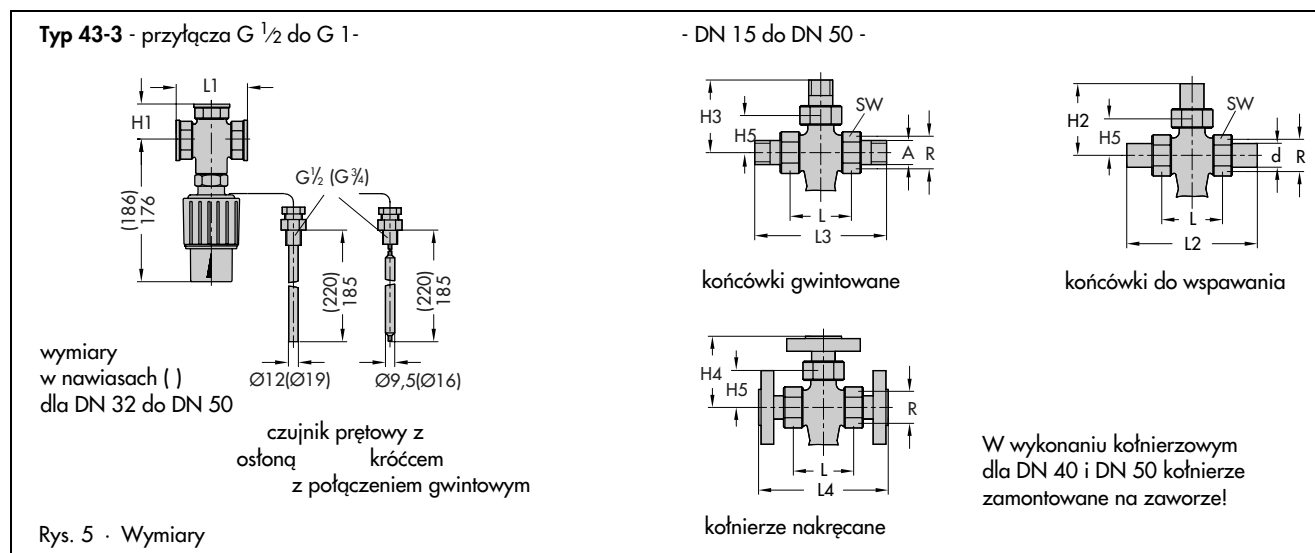 Typ 43-3 - przyłącza G ½ do G 1-
L1
H1
(186)
176
G½ (G¾)
(220)
185
(220)
185
Ø12(Ø19)
Ø9,5(Ø16)
wymiary
w nawiasach ( )
dla DN 32 do DN 50
czujnik prętowy z
osłoną króćcem
z połączeniem gwintowym
Rys. 5 · Wymiary
- DN 15 do DN 50 -
H3
H5
SW
A
R
L
L3
końcówki gwintowane
H2
H5
SW
d
R
L
L2
końcówki do wspawania
H4
H5
R
L
L4
kołnierze nakręcane
W wykonaniu kołnierzowym
dla DN 40 i DN 50 kołnierze
zamontowane na zaworze!